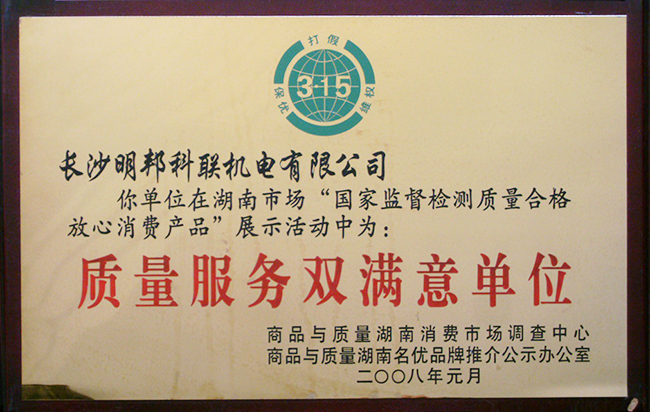 打假
3·15
保优 維权
长沙明邦科联机电有限公司
你单位在湖南市场“国家监督检测质量合格
放心消费产品”展示活动中为：
质量服务双满意单位
商品与质量湖南消费市场调查中心
商品与质量湖南名优品牌推介公示办公室
二〇〇八年元月